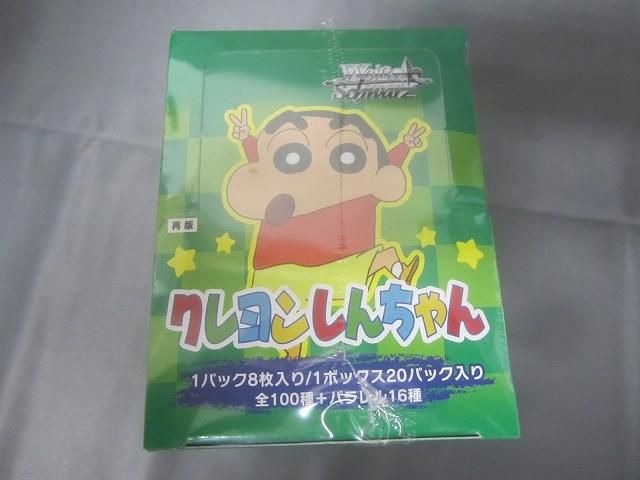 Weiß Schwarz
再版
クレヨンしんちゃん
1パック8枚入り/1ボックス20パック入り
全100種+パラレル16種